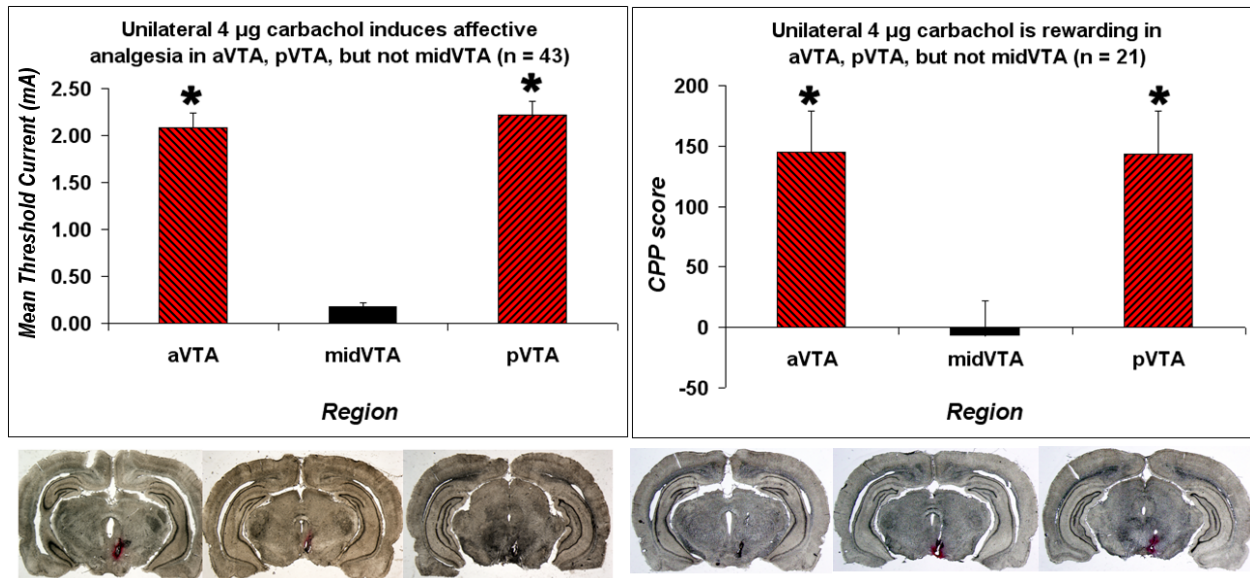 Unilateral 4 µg carbachol induces affective
analgesia in aVTA, pVTA, but not midVTA (n = 43)
Mean Threshold Current (mA)
2.50
2.00
1.50
1.00
0.50
0.00
*
*
aVTA
midVTA
pVTA
Region
Unilateral 4 µg carbachol is rewarding in
aVTA, pVTA, but not midVTA (n = 21)
CPP score
200
150
100
50
0
-50
*
*
aVTA
midVTA
pVTA
Region